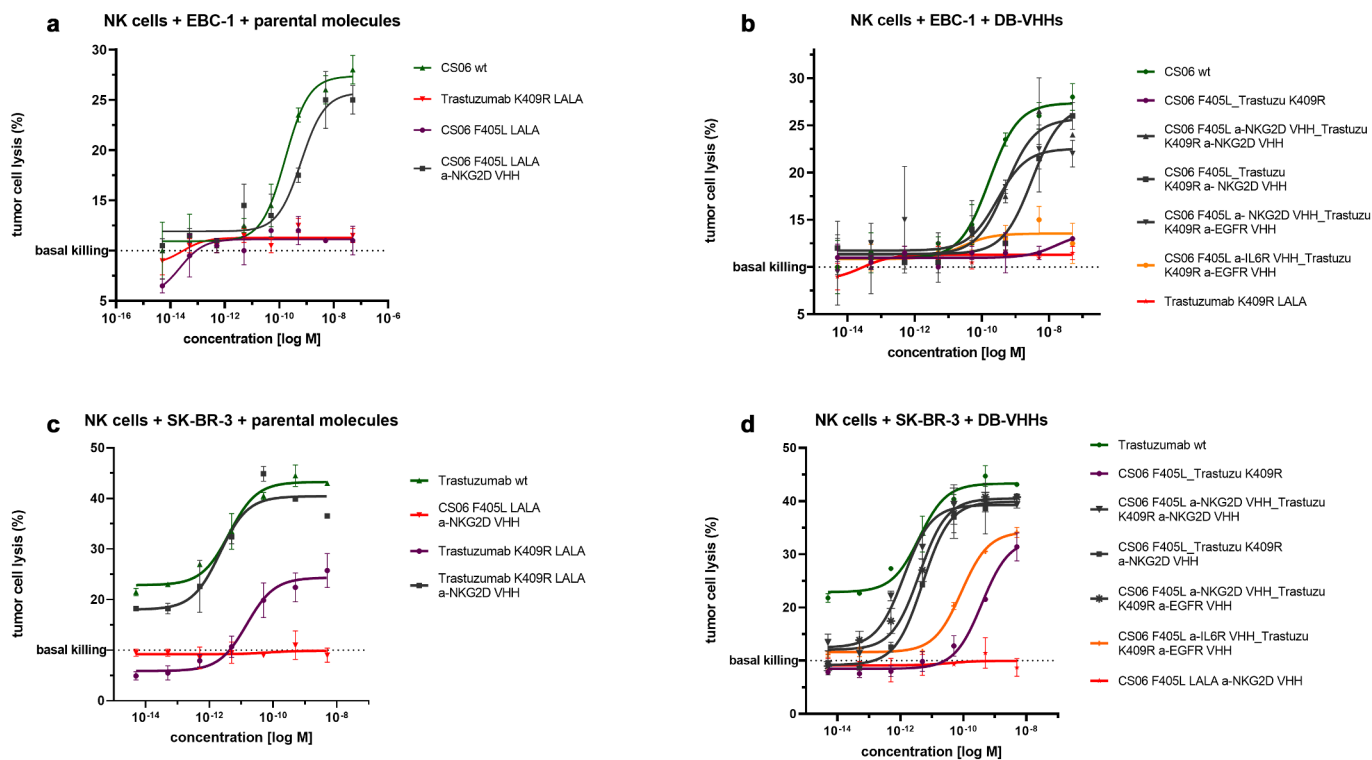 a
NK cells + EBC-1 + parental molecules
tumor cell lysis (%)
30
25
20
15
basal killing
5
10-16
10-14
10-12
10-10
10-8
10-6
concentration [log M]
CS06 wt
Trastuzumab K409R LALA
CS06 F405L LALA
CS06 F405L LALA
a-NKG2D VHH
b
NK cells + EBC-1 + DB-VHHs
tumor cell lysis (%)
30
25
20
15
basal killing
5
10-14
10-12
10-10
10-8
concentration [log M]
CS06 wt
CS06 F405L_Trastuzu K409R
CS06 F405L a-NKG2D VHH_Trastuzu
K409R a-NKG2D VHH
CS06 F405L_Trastuzu
K409R a- NKG2D VHH
CS06 F405L a- NKG2D VHH_Trastuzu
K409R a-EGFR VHH
CS06 F405L a-IL6R VHH_Trastuzu
K409R a-EGFR VHH
Trastuzumab K409R LALA
c
NK cells + SK-BR-3 + parental molecules
tumor cell lysis (%)
50
40
30
20
basal killing
0
10-14
10-12
10-10
10-8
concentration [log M]
Trastuzumab wt
CS06 F405L LALA
a-NKG2D VHH
Trastuzumab K409R LALA
Trastuzumab K409R LALA
a-NKG2D VHH
d
NK cells + SK-BR-3 + DB-VHHs
tumor cell lysis (%)
50
40
30
20
basal killing
0
10-14
10-12
10-10
10-8
concentration [log M]
Trastuzumab wt
CS06 F405L_Trastuzu K409R
CS06 F405L a-NKG2D VHH_Trastuzu
K409R a-NKG2D VHH
CS06 F405L_Trastuzu K409R
a-NKG2D VHH
CS06 F405L a-NKG2D VHH_Trastuzu
K409R a-EGFR VHH
CS06 F405L a-IL6R VHH_Trastuzu
K409R a-EGFR VHH
CS06 F405L LALA a-NKG2D VHH